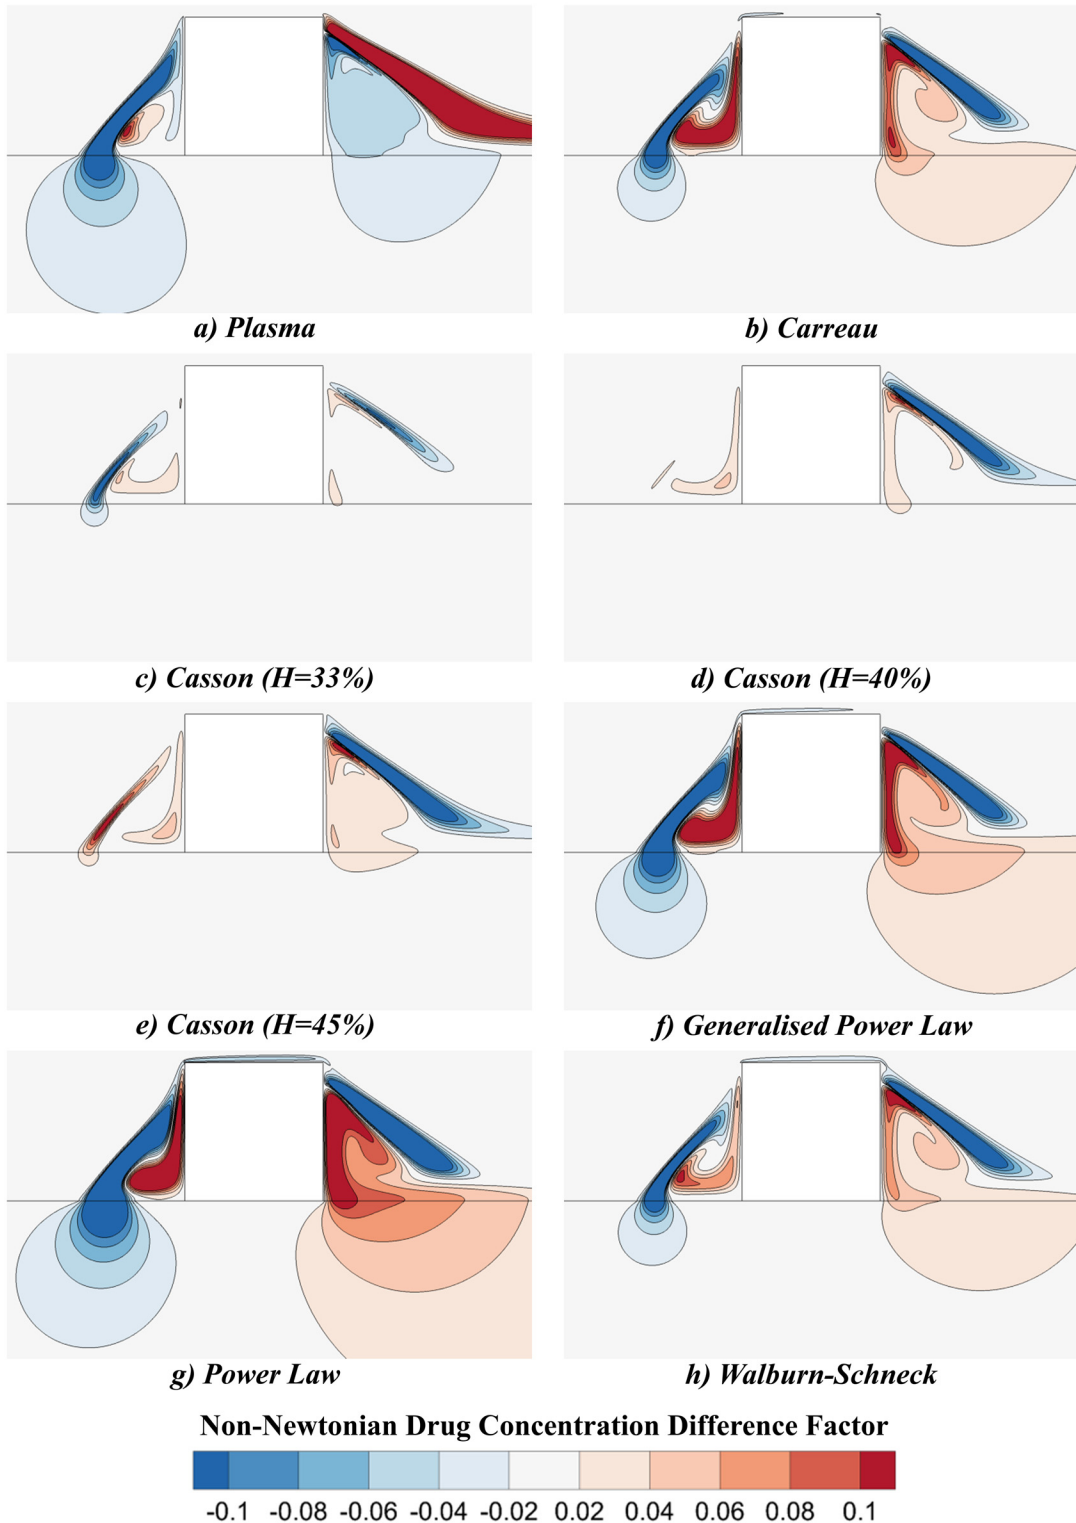 a) Plasma
b) Carreau
c) Casson (H=33%)
d) Casson (H=40%)
e) Casson (H=45%)
f) Generalised Power Law
g) Power Law
h) Walburn-Schneck
Non-Newtonian Drug Concentration Difference Factor
-0.1 -0.08 -0.06 -0.04 -0.02 0.02 0.04 0.06 0.08 0.1